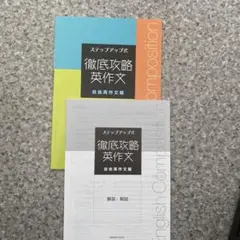 ステップアップ式
徹底攻略
英作文
自由英作文編
Composition
ステップアップ式
徹底攻略
英作文
自由英作文編
解答・解説
English Com